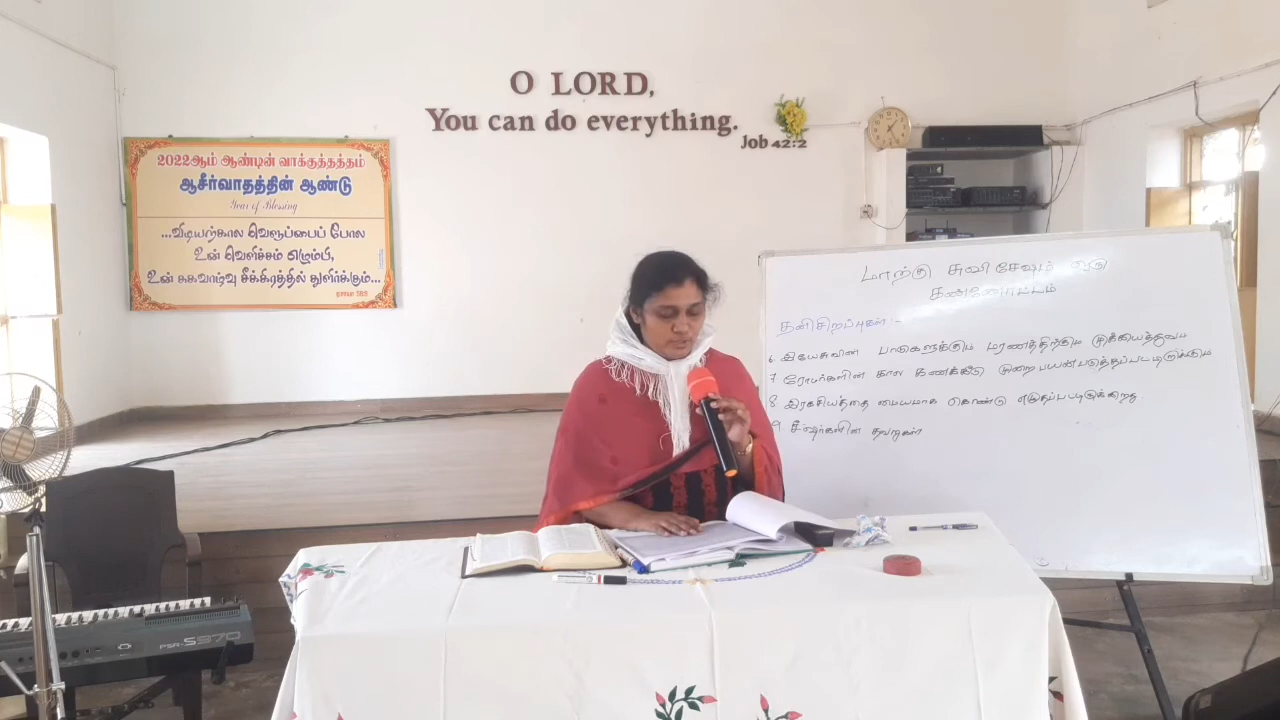 O LORD,
You can do everything.
Job 42:2
2022ஆம் ஆண்டின் வாக்குத்தத்தம்
ஆசீர்வாதத்தின் ஆண்டு
Year of Blessing
...விடியற்கால வெளுப்பைப் போல
உன் வெளிச்சம் எழும்பி,
உன் சுகவாழ்வு சீக்கிரத்தில் துளிர்க்கும்...
ஏசாயா 58:8
மாற்கு சுவிசேஷம் ஒரு
கண்ணோட்டம்
தனிசிறப்புகள் :-
6 இயேசுவின் பாடுகளுக்கும் மரணத்திற்கும் முக்கியத்துவம்
7 ரோமர்களின் கால கணக்கீடு முறை பயன்படுத்தப்பட்டிருக்கும்
8 இரகசியத்தை மையமாக கொண்டு எழுதப்பட்டிருக்கிறது
9 சீஷர்களின் தவறுகள்
PSR-S970